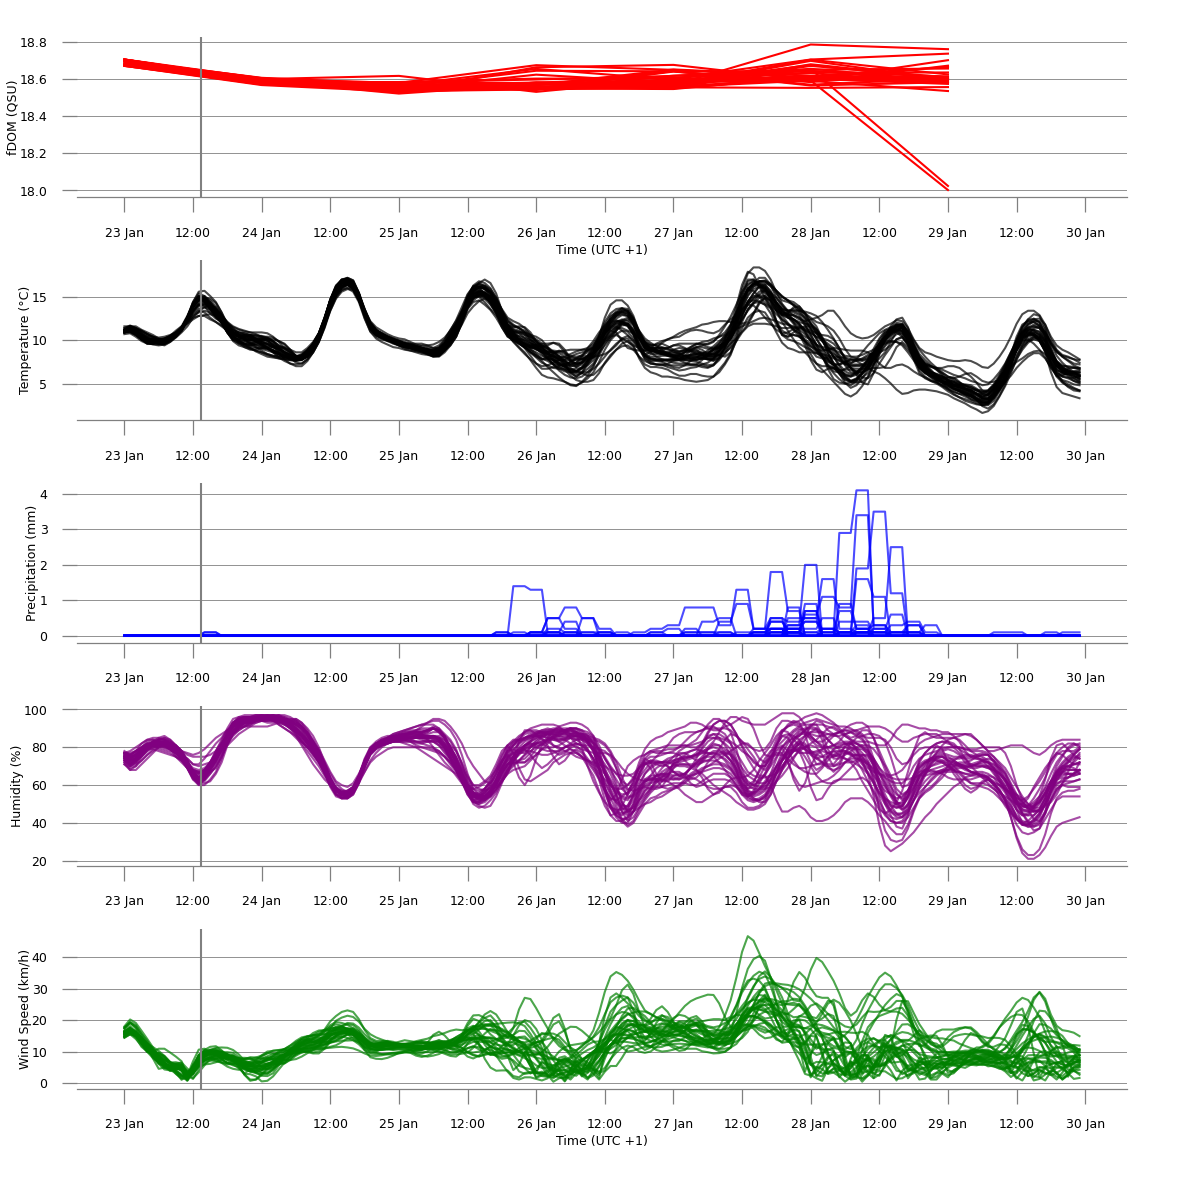 fDOM (QSU)
18.8
18.6
18.4
18.2
18.0
23 Jan 12:00 24 Jan 12:00 25 Jan 12:00 26 Jan 12:00 27 Jan 12:00 28 Jan 12:00 29 Jan 12:00 30 Jan
Time (UTC +1)
Temperature (°C)
15
10
5
23 Jan 12:00 24 Jan 12:00 25 Jan 12:00 26 Jan 12:00 27 Jan 12:00 28 Jan 12:00 29 Jan 12:00 30 Jan
Precipitation (mm)
4
3
2
1
0
23 Jan 12:00 24 Jan 12:00 25 Jan 12:00 26 Jan 12:00 27 Jan 12:00 28 Jan 12:00 29 Jan 12:00 30 Jan
Humidity (%)
100
80
60
40
20
23 Jan 12:00 24 Jan 12:00 25 Jan 12:00 26 Jan 12:00 27 Jan 12:00 28 Jan 12:00 29 Jan 12:00 30 Jan
Wind Speed (km/h)
40
30
20
10
0
23 Jan 12:00 24 Jan 12:00 25 Jan 12:00 26 Jan 12:00 27 Jan 12:00 28 Jan 12:00 29 Jan 12:00 30 Jan
Time (UTC +1)